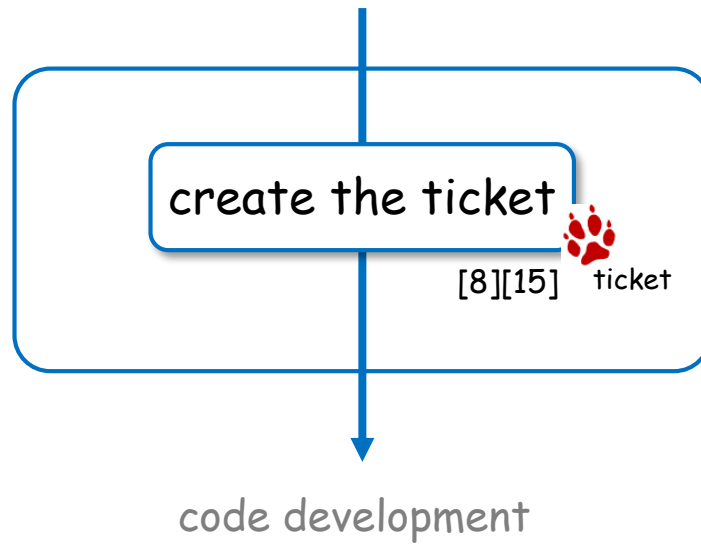 create the ticket
[8][15] ticket
code development